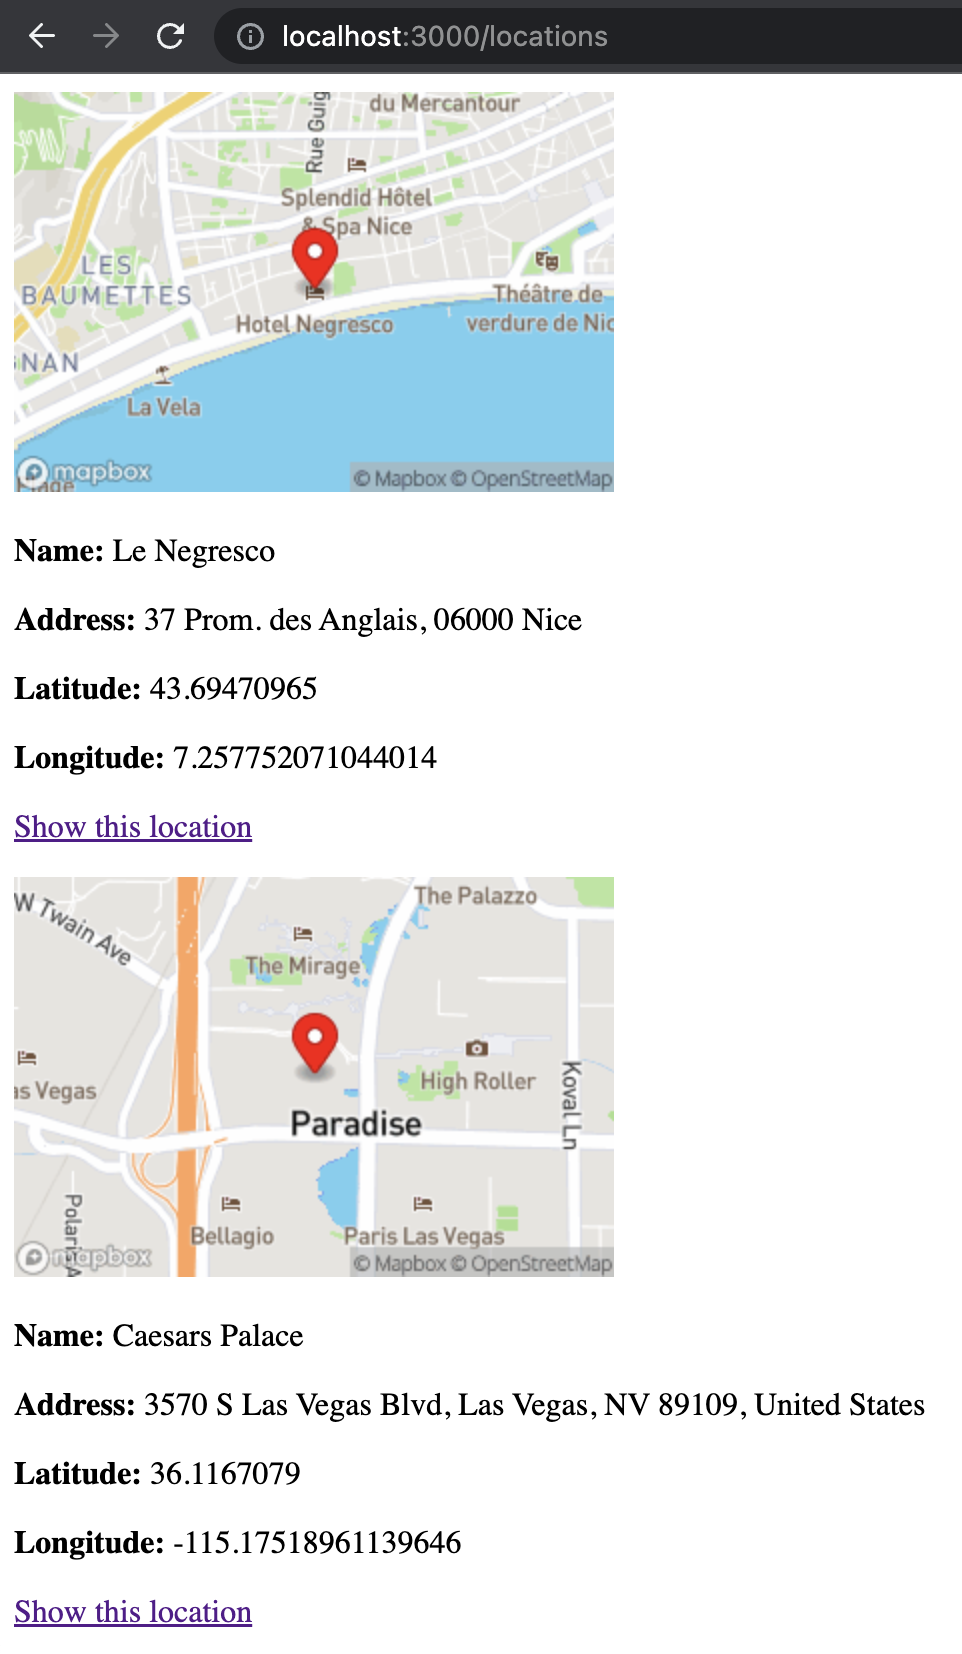 localhost:3000/locations
du Mercantour
Rue Guig
Splendid Hôtel
& Spa Nice
LES
BAUMETTES
Théâtre de
verdure de Nic
Hotel Negresco
NAN
La Vela
mapbox
© Mapbox © OpenStreetMap
Name: Le Negresco
Address: 37 Prom. des Anglais, 06000 Nice
Latitude: 43.69470965
Longitude: 7.257752071044014
Show this location
The Palazzo
W Twain Ave
The Mirage
as Vegas
High Roller
Koval Ln
Paradise
Polaris A
Bellagio
Paris Las Vegas
mapbox
© Mapbox © OpenStreetMap
Name: Caesars Palace
Address: 3570 S Las Vegas Blvd, Las Vegas, NV 89109, United States
Latitude: 36.1167079
Longitude: -115.17518961139646
Show this location